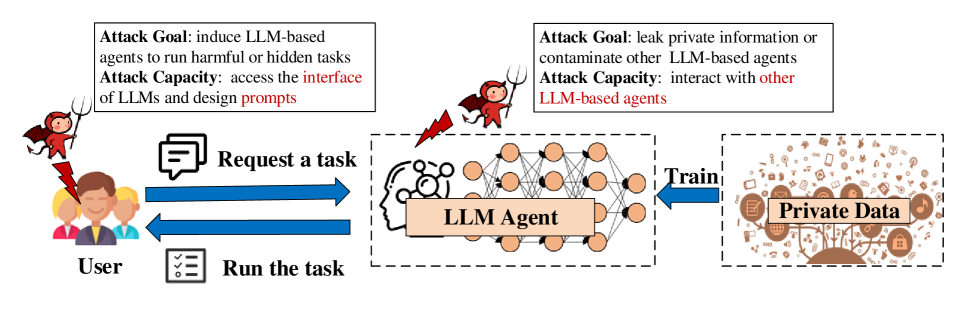 Attack Goal: induce LLM-based
agents to run harmful or hidden tasks
Attack Capacity: access the interface
of LLMs and design prompts
Attack Goal: leak private information or
contaminate other LLM-based agents
Attack Capacity: interact with other
LLM-based agents
Request a task
LLM Agent
Train
Private Data
User
Run the task